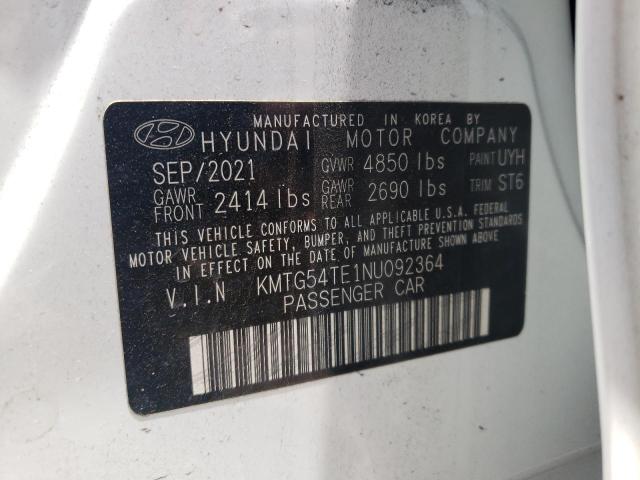 MANUFACTURED IN KOREA BY
HYUNDAI MOTOR COMPANY
SEP/2021 GVWR 4850 lbs PAINT UYH
GAWR FRONT 2414 lbs GAWR REAR 2690 lbs TRIM ST6
THIS VEHICLE CONFORMS TO ALL APPLICABLE U.S.A. FEDERAL
MOTOR VEHICLE SAFETY, BUMPER, AND THEFT PREVENTION STANDARDS
IN EFFECT ON THE DATE OF MANUFACTURE SHOWN ABOVE.
V.I.N KMTG54TE1NU092364
PASSENGER CAR